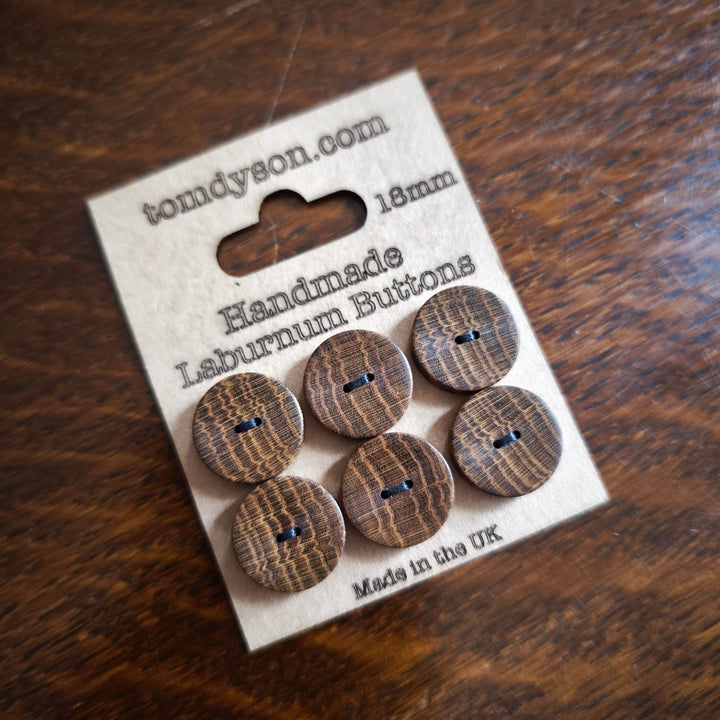 tomdyson.com
18mm
Handmade
Laburnum Buttons
Made in the UK